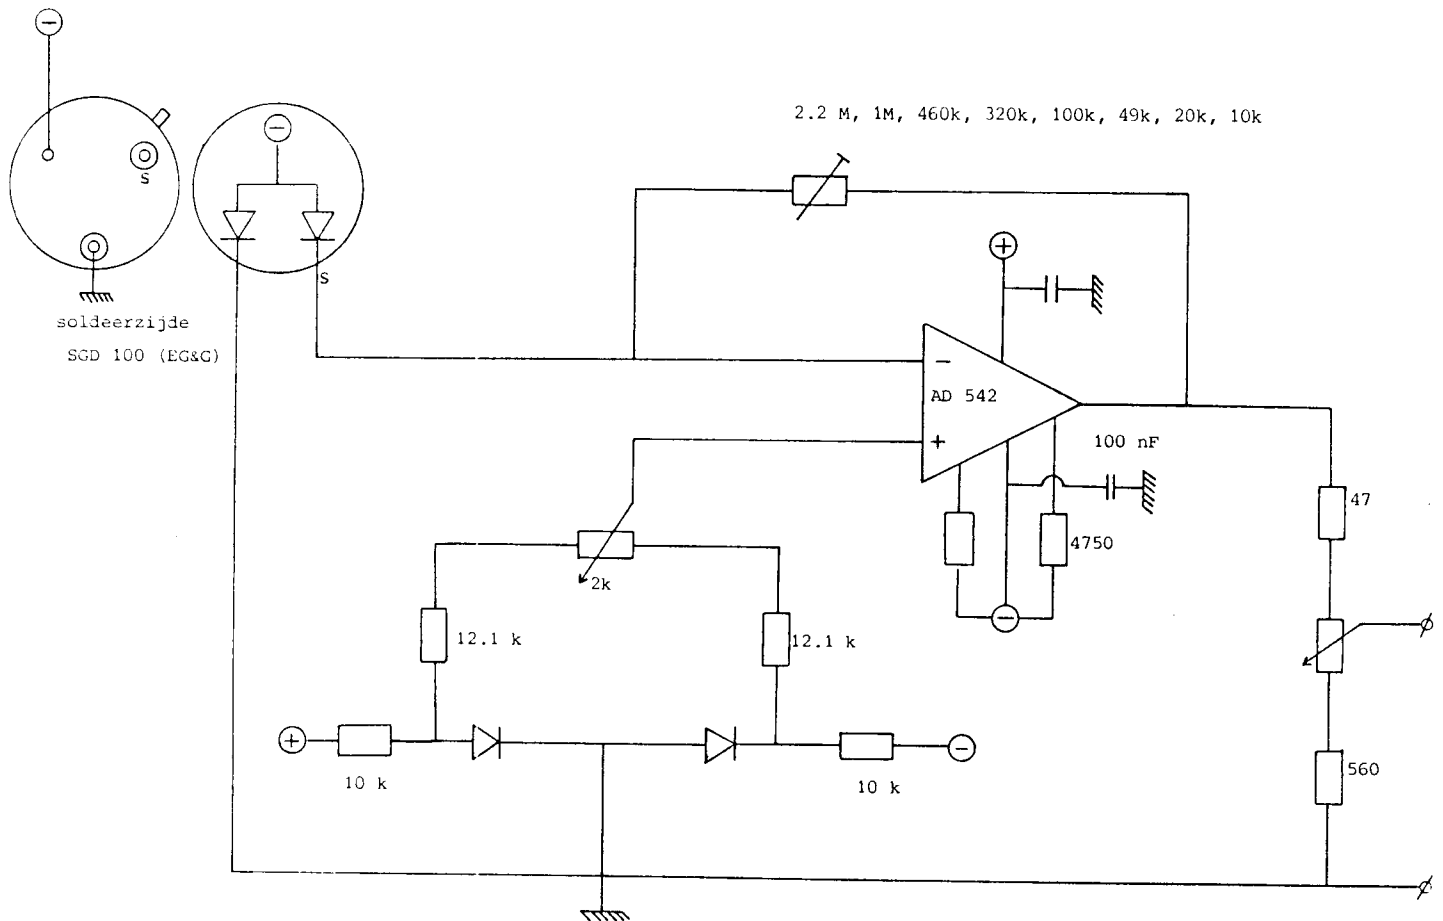 2.2 M, 1M, 460k, 320k, 100k, 49k, 20k, 10k
−
−
S
S
soldeerzijde
SGD 100 (EG&G)
+
−
AD 542
+
100 nF
47
4750
2k
−
12.1 k
12.1 k
+
−
10 k
10 k
560